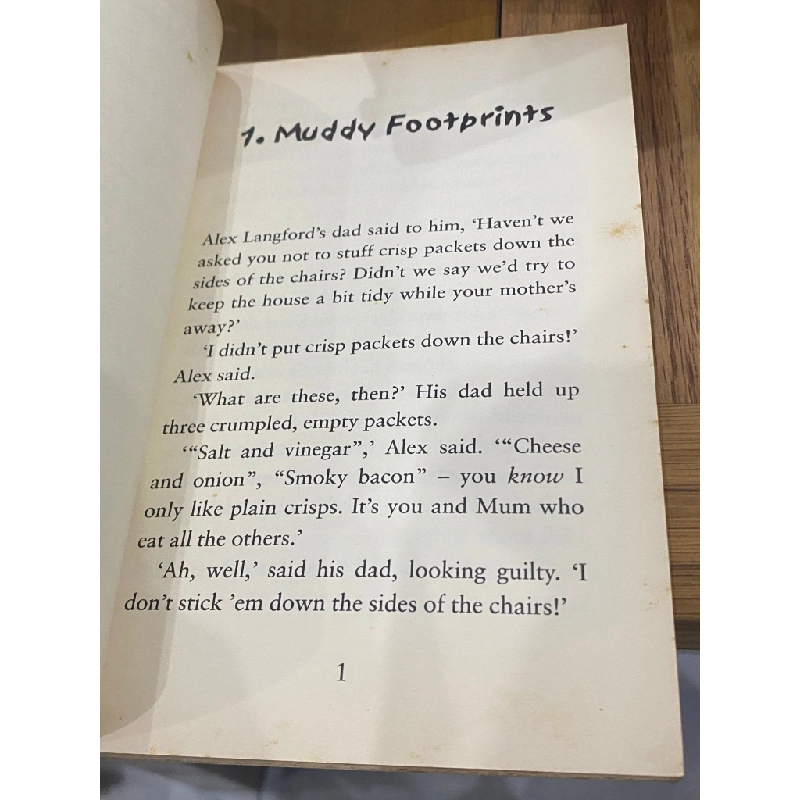 1. Muddy Footprints
Alex Langford's dad said to him, ‘Haven't we
asked you not to stuff crisp packets down the
sides of the chairs? Didn't we say we'd try to
keep the house a bit tidy while your mother's
away?’
‘I didn't put crisp packets down the chairs!’
Alex said.
‘What are these, then?’ His dad held up
three crumpled, empty packets.
‘“Salt and vinegar”,’ Alex said. ‘“Cheese
and onion”, “Smoky bacon” – you know I
only like plain crisps. It's you and Mum who
eat all the others.’
‘Ah, well,’ said his dad, looking guilty. ‘I
don't stick ’em down the sides of the chairs!’
1